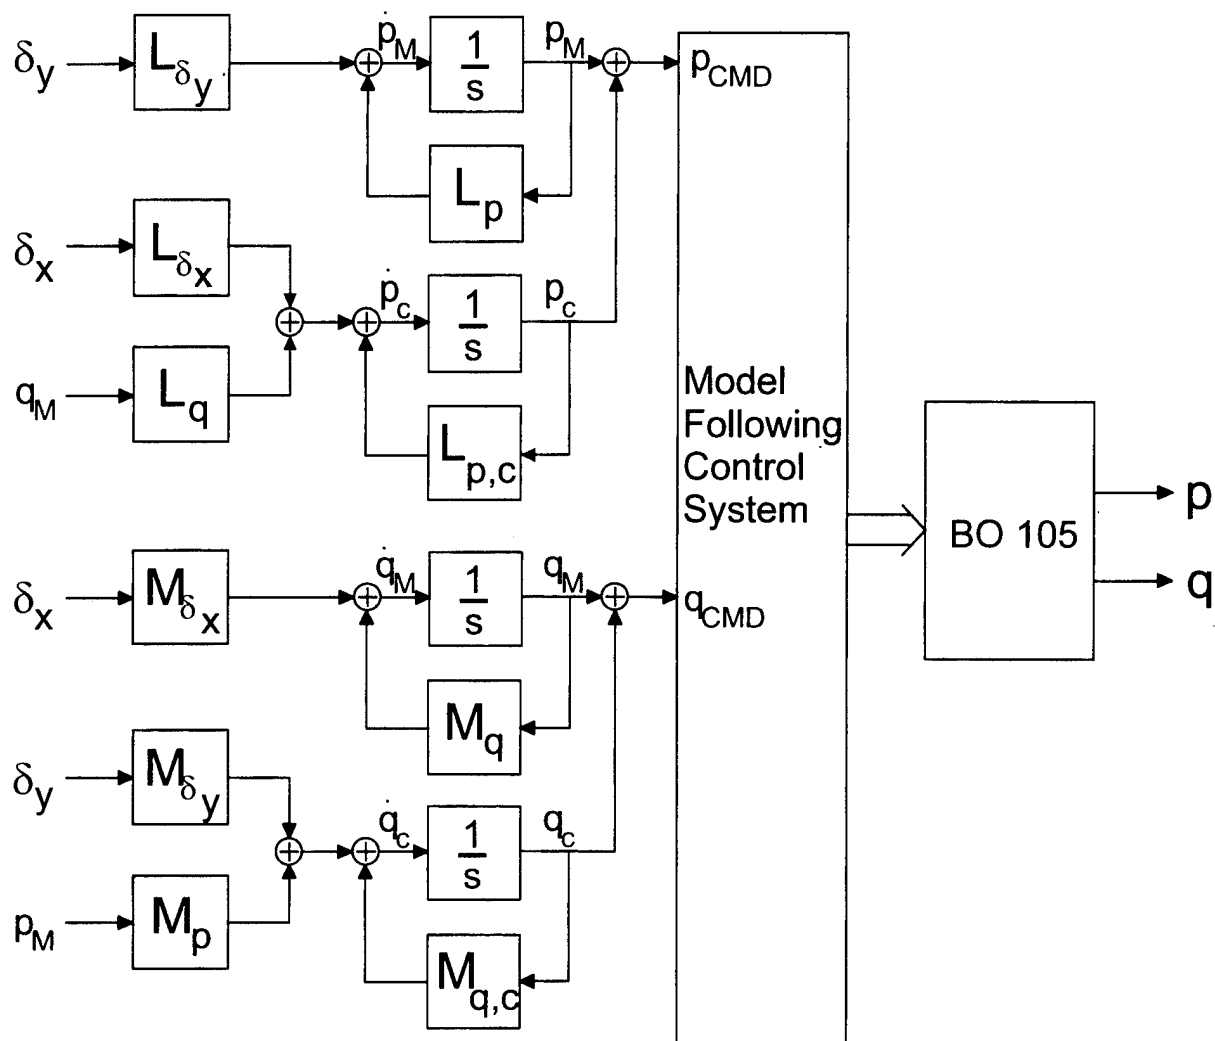 δy
Lδy
ṗM
1/s
pM
pCMD
Lp
δx
Lδx
ṗc
1/s
pc
qM
Lq
Lp,c
Model
Following
Control
System
BO 105
p
q
δx
Mδx
q̇M
1/s
qM
qCMD
Mq
δy
Mδy
q̇c
1/s
qc
pM
Mp
Mq,c